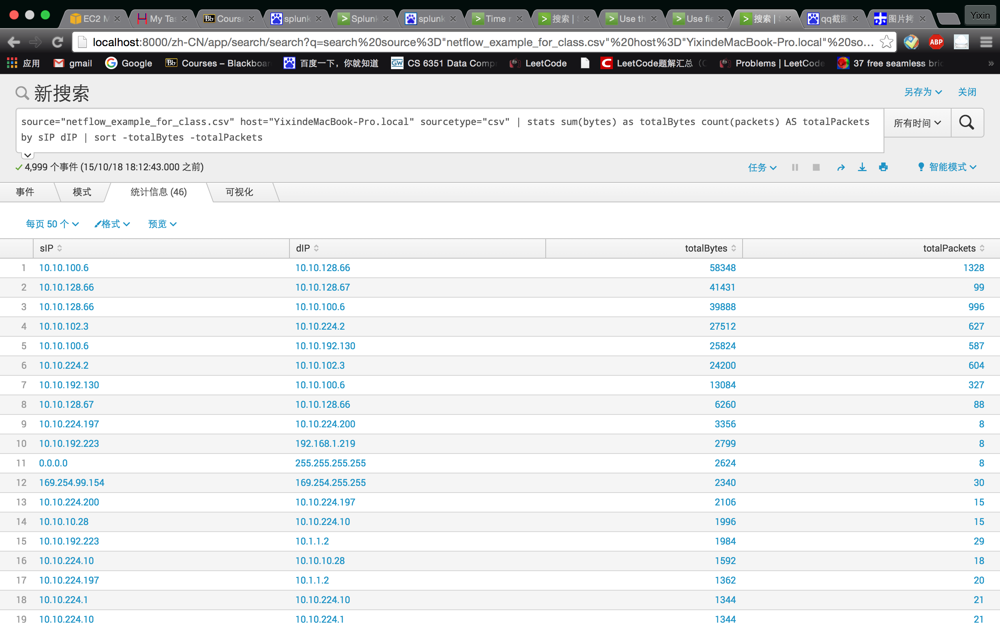 EC2 M
My Tas
Bb Course
splunk
Splunk
splunk
Time r
搜索 |
Use th
Use fie
搜索 |
qq截图
图片拷
Yixin
localhost:8000/zh-CN/app/search/search?q=search%20source%3D"netflow_example_for_class.csv"%20host%3D"YixindeMacBook-Pro.local"%20so...
ABP
应用
gmail
Google
Bb Courses – Blackboar
百度一下，你就知道
GW CS 6351 Data Comp
LeetCode
C LeetCode题解汇总
Problems | LeetCode
37 free seamless bric
»
新搜索
另存为 关闭
source="netflow_example_for_class.csv" host="YixindeMacBook-Pro.local" sourcetype="csv" | stats sum(bytes) as totalBytes count(packets) AS totalPackets
by sIP dIP | sort -totalBytes -totalPackets
所有时间
4,999 个事件 (15/10/18 18:12:43.000 之前)
任务 智能模式
事件 模式 统计信息 (46) 可视化
每页 50 个 格式 预览
sIP dIP totalBytes totalPackets
1 10.10.100.6 10.10.128.66 58348 1328
2 10.10.128.66 10.10.128.67 41431 99
3 10.10.128.66 10.10.100.6 39888 996
4 10.10.102.3 10.10.224.2 27512 627
5 10.10.100.6 10.10.192.130 25824 587
6 10.10.224.2 10.10.102.3 24200 604
7 10.10.192.130 10.10.100.6 13084 327
8 10.10.128.67 10.10.128.66 6260 88
9 10.10.224.197 10.10.224.200 3356 8
10 10.10.192.223 192.168.1.219 2799 8
11 0.0.0.0 255.255.255.255 2624 8
12 169.254.99.154 169.254.255.255 2340 30
13 10.10.224.200 10.10.224.197 2106 15
14 10.10.10.28 10.10.224.10 1996 15
15 10.10.192.223 10.1.1.2 1984 29
16 10.10.224.10 10.10.10.28 1592 18
17 10.10.224.197 10.1.1.2 1362 20
18 10.10.224.1 10.10.224.10 1344 21
19 10.10.224.10 10.10.224.1 1344 21